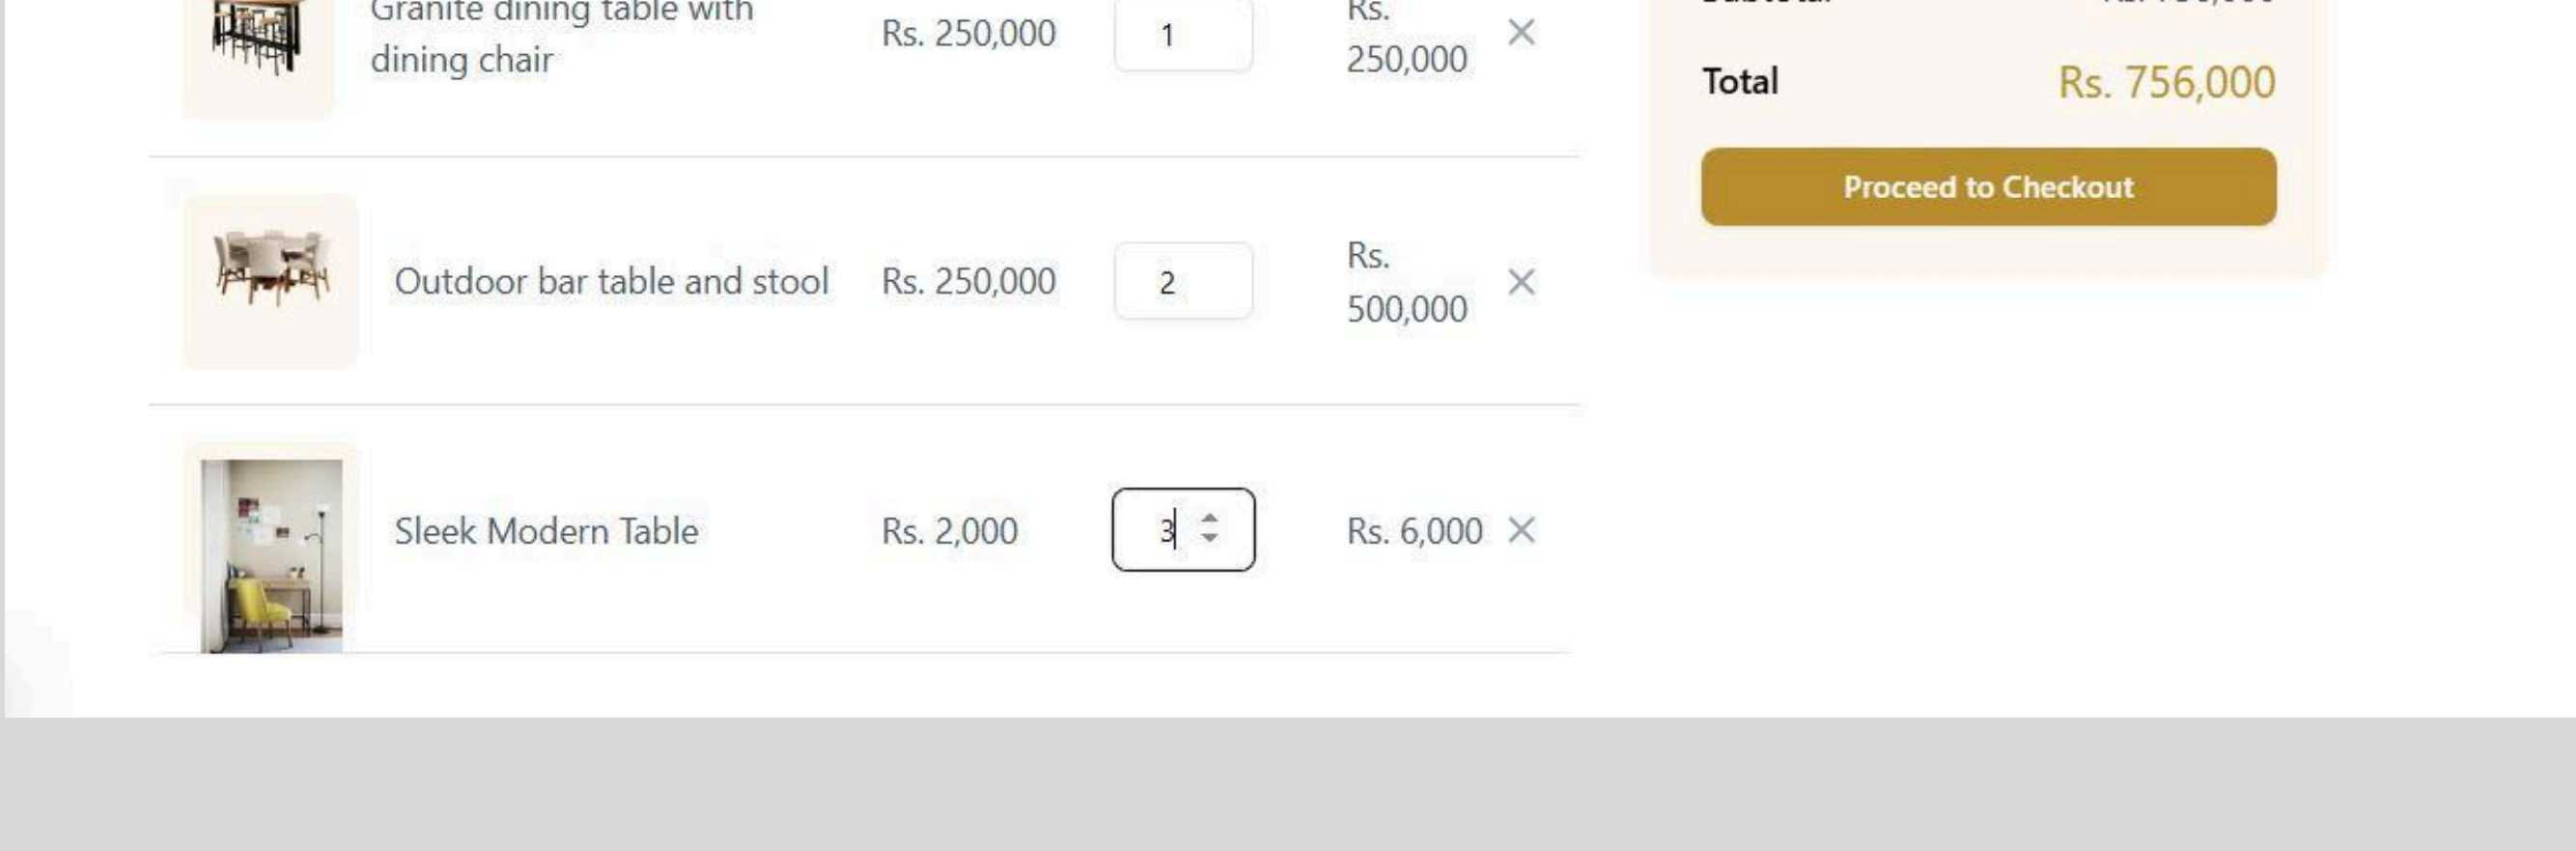 Granite dining table with
dining chair
Rs. 250,000
1
Rs.
250,000
Subtotal
Total
Rs. 756,000
Proceed to Checkout
Outdoor bar table and stool
Rs. 250,000
2
Rs.
500,000
Sleek Modern Table
Rs. 2,000
3
Rs. 6,000